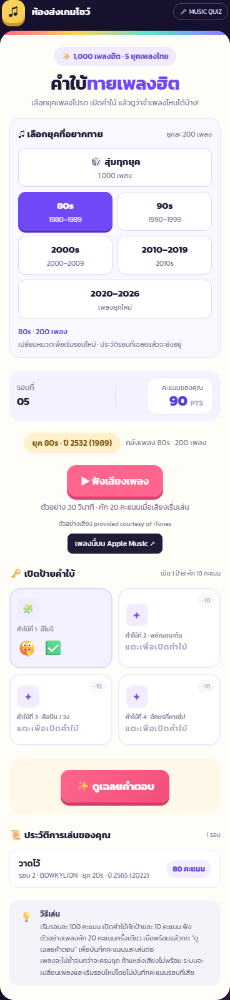 ห้องส่งเกมโชว์
MUSIC QUIZ
1,000 เพลงฮิต · 5 ยุคเพลงไทย
คำใบ้ทายเพลงฮิต
เลือกยุคเพลงโปรด เปิดคำใบ้ แล้วดูว่าจำเพลงไหนได้บ้าง!
เลือกยุคที่อยากทาย
ยุคละ 200 เพลง
สุ่มทุกยุค
1,000 เพลง
80s
1980–1989
90s
1990–1999
2000s
2000–2009
2010–2019
2010s
2020–2026
เพลงยุคใหม่
80s · 200 เพลง
เปลี่ยนหมวดเพื่อเริ่มรอบใหม่ · ประวัติรอบที่เฉลยแล้วจะยังอยู่
รอบที่
05
คะแนนของคุณ
90 PTS
ยุค 80s · ปี 2532 (1989)
คลังเพลง 80s · 200 เพลง
▶ ฟังเสียงเพลง
ตัวอย่าง 30 วินาที · หัก 20 คะแนนเมื่อเสียงเริ่มเล่น
ตัวอย่างเสียง provided courtesy of iTunes
เพลงนี้บน Apple Music ↗
เปิดป้ายคำใบ้
เปิด 1 ป้าย หัก 10 คะแนน
คำใบ้ที่ 1 · อีโมจิ
-10
คำใบ้ที่ 2 · พยัญชนะต้น
แตะเพื่อเปิดคำใบ้
-10
คำใบ้ที่ 3 · ศิลปิน / วง
แตะเพื่อเปิดคำใบ้
-10
คำใบ้ที่ 4 · อักษรที่หายไป
แตะเพื่อเปิดคำใบ้
ดูเฉลยคำตอบ
ประวัติการเล่นของคุณ
1 รอบ
วาดไว้
รอบ 2 · BOWKYLION · ยุค 20s · ปี 2565 (2022)
80 คะแนน
วิธีเล่น
เริ่มรอบละ 100 คะแนน เปิดคำใบ้หักป้ายละ 10 คะแนน ฟัง
ตัวอย่างเพลงหัก 20 คะแนนครั้งเดียว เมื่อพร้อมแล้วกด "ดู
เฉลยคำตอบ" เพื่อบันทึกคะแนนและเล่นต่อ
เพลงจะไม่ซ้ำจนกว่าจะครบชุด ถ้าแหล่งเสียงไม่พร้อม ระบบจะ
เปลี่ยนเพลงและเริ่มรอบใหม่โดยไม่บันทึกคะแนนรอบที่เสีย